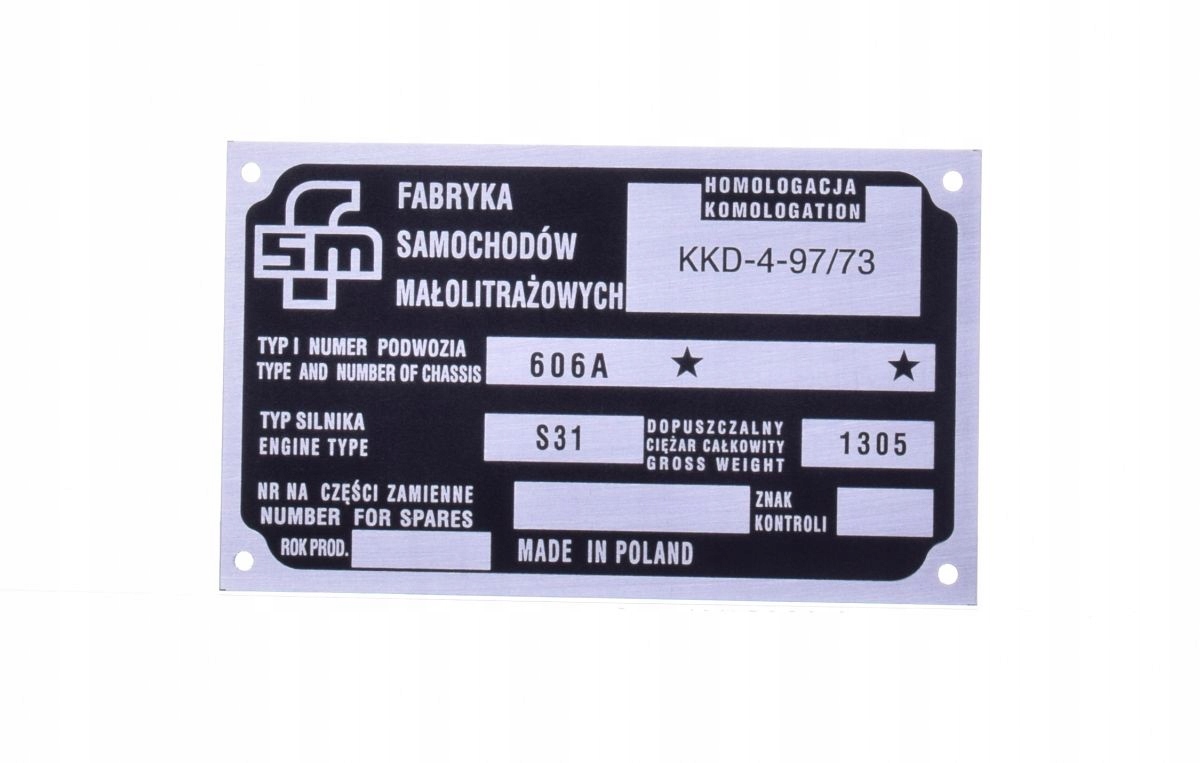 fsm
FABRYKA
SAMOCHODÓW
MAŁOLITRAŻOWYCH
HOMOLOGACJA
KOMOLOGATION
KKD-4-97/73
TYP I NUMER PODWOZIA
TYPE AND NUMBER OF CHASSIS
606A ★ ★
TYP SILNIKA
ENGINE TYPE
S31
DOPUSZCZALNY
CIĘŻAR CAŁKOWITY
GROSS WEIGHT
1305
NR NA CZĘŚCI ZAMIENNE
NUMBER FOR SPARES
ZNAK
KONTROLI
ROK PROD.
MADE IN POLAND